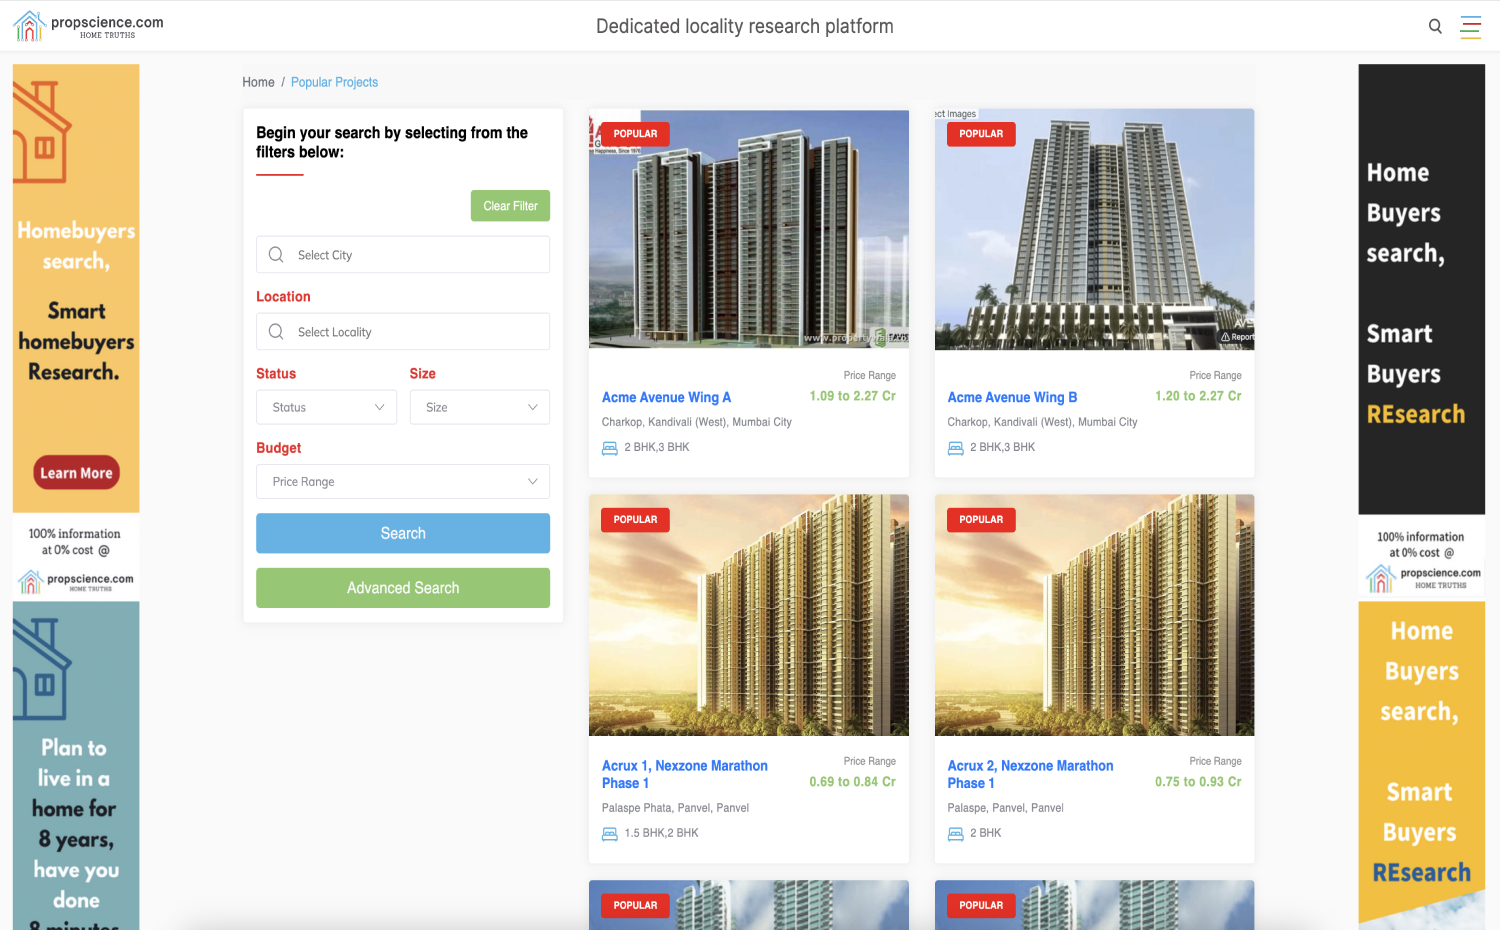 propscience.com
HOME TRUTHS
Dedicated locality research platform
Homebuyers
search,
Smart
homebuyers
Research.
Learn More
100% information
at 0% cost @
propscience.com
HOME TRUTHS
Plan to
live in a
home for
8 years,
have you
done
8 minutes
Home / Popular Projects
Begin your search by selecting from the
filters below:
Clear Filter
Select City
Location
Select Locality
Status Size
Status Size
Budget
Price Range
Search
Advanced Search
POPULAR
Happiness, Since 1978
Price Range
Acme Avenue Wing A 1.09 to 2.27 Cr
Charkop, Kandivali (West), Mumbai City
2 BHK,3 BHK
ect Images
POPULAR
Report
Price Range
Acme Avenue Wing B 1.20 to 2.27 Cr
Charkop, Kandivali (West), Mumbai City
2 BHK,3 BHK
POPULAR
Price Range
Acrux 1, Nexzone Marathon
Phase 1 0.69 to 0.84 Cr
Palaspe Phata, Panvel, Panvel
1.5 BHK,2 BHK
POPULAR
Price Range
Acrux 2, Nexzone Marathon
Phase 1 0.75 to 0.93 Cr
Palaspe, Panvel, Panvel
2 BHK
POPULAR
POPULAR
Home
Buyers
search,
Smart
Buyers
REsearch
100% information
at 0% cost @
propscience.com
HOME TRUTHS
Home
Buyers
search,
Smart
Buyers
REsearch